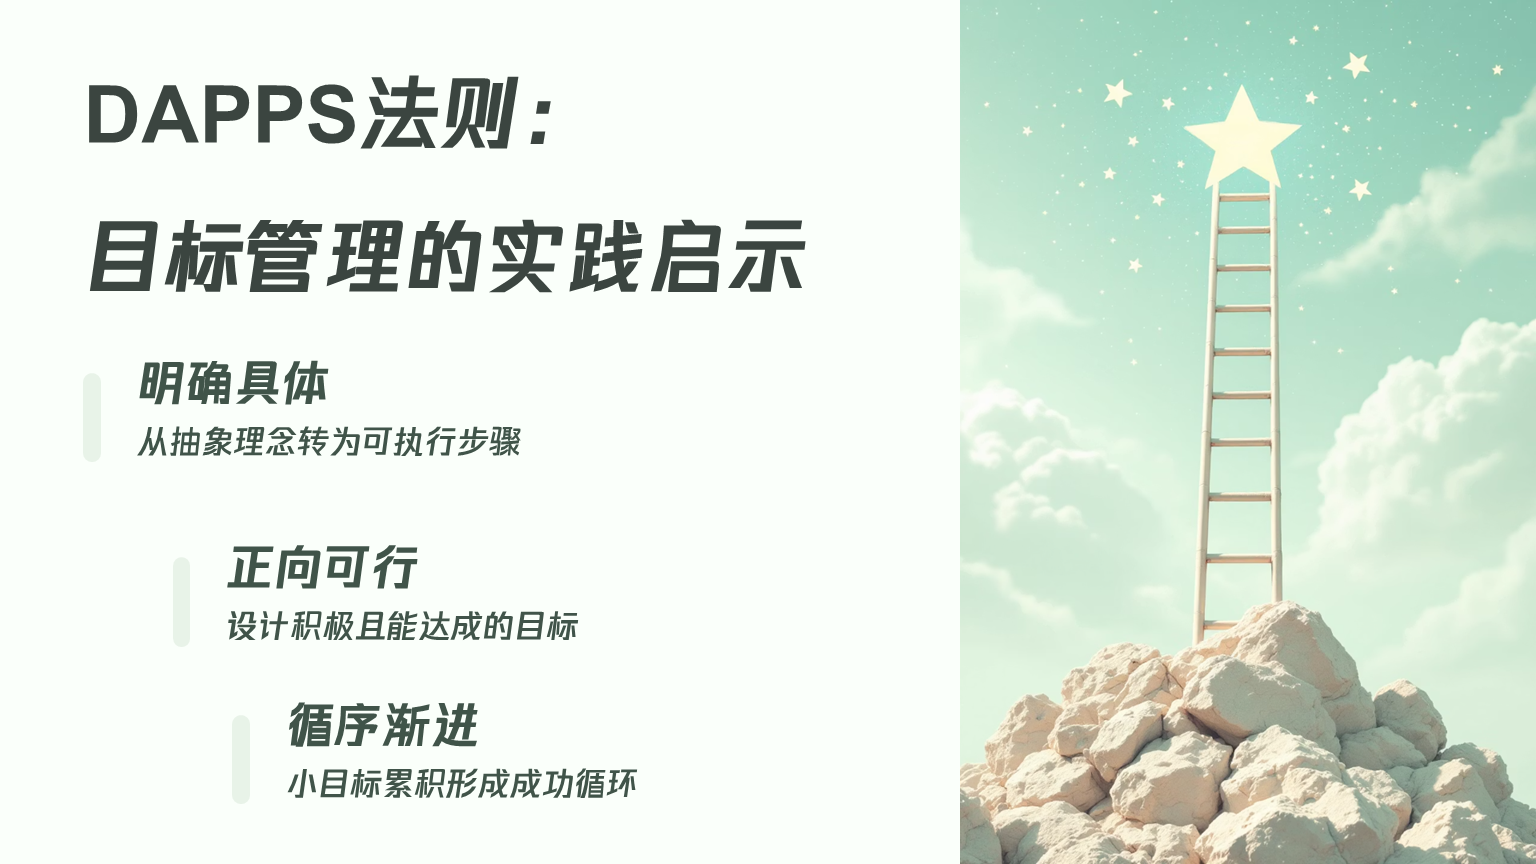 DAPPS法则：
目标管理的实践启示
明确具体
从抽象理念转为可执行步骤
正向可行
设计积极且能达成的目标
循序渐进
小目标累积形成成功循环